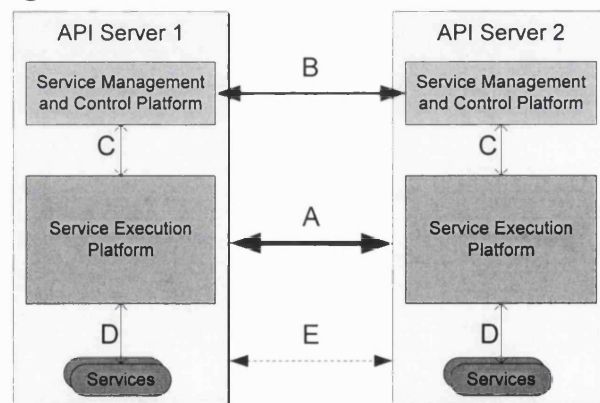 API Server 1
API Server 2
Service Management
and Control Platform
B
Service Management
and Control Platform
C
C
Service Execution
Platform
A
Service Execution
Platform
D
E
D
Services
Services